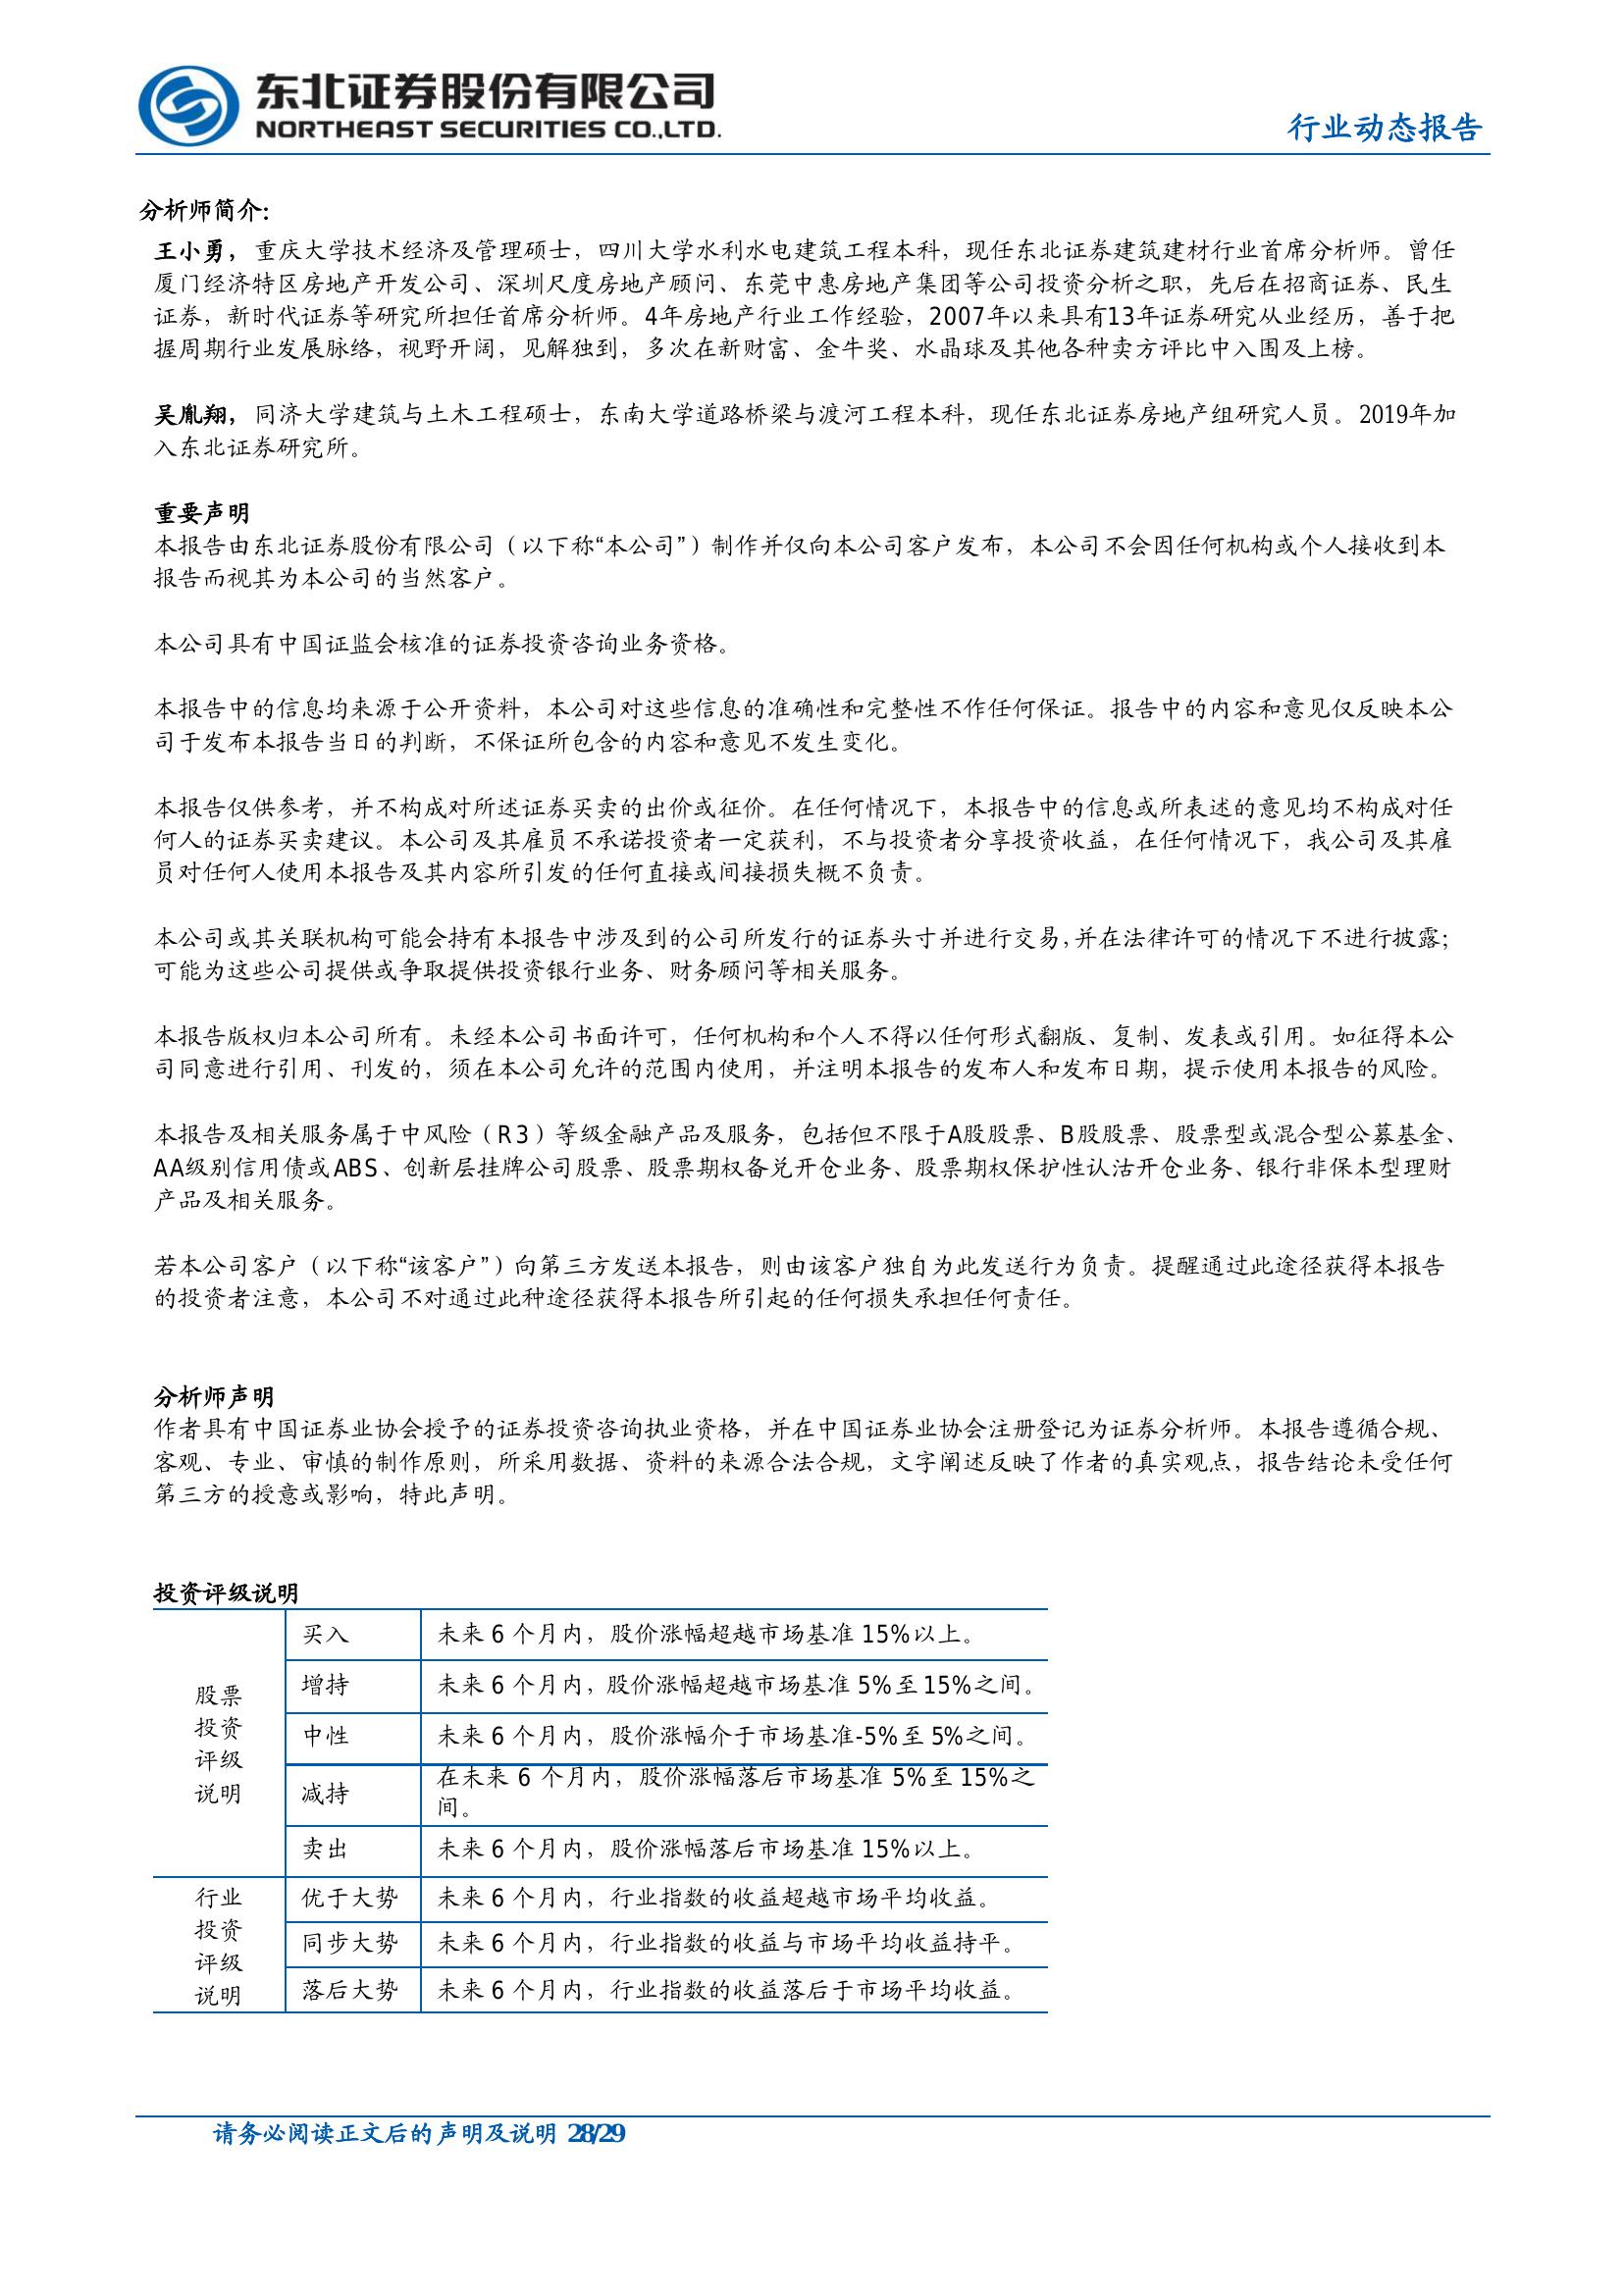 东北证券股份有限公司
NORTHEAST SECURITIES CO.,LTD.
行业动态报告
分析师简介：
王小勇，重庆大学技术经济及管理硕士，四川大学水利水电建筑工程本科，现任东北证券建筑建材行业首席分析师。曾任
厦门经济特区房地产开发公司、深圳尺度房地产顾问、东莞中惠房地产集团等公司投资分析之职，先后在招商证券、民生
证券，新时代证券等研究所担任首席分析师。4年房地产行业工作经验，2007年以来具有13年证券研究从业经历，善于把
握周期行业发展脉络，视野开阔，见解独到，多次在新财富、金牛奖、水晶球及其他各种卖方评比中入围及上榜。
吴胤翔，同济大学建筑与土木工程硕士，东南大学道路桥梁与渡河工程本科，现任东北证券房地产组研究人员。2019年加
入东北证券研究所。
重要声明
本报告由东北证券股份有限公司（以下称“本公司”）制作并仅向本公司客户发布，本公司不会因任何机构或个人接收到本
报告而视其为本公司的当然客户。
本公司具有中国证监会核准的证券投资咨询业务资格。
本报告中的信息均来源于公开资料，本公司对这些信息的准确性和完整性不作任何保证。报告中的内容和意见仅反映本公
司于发布本报告当日的判断，不保证所包含的内容和意见不发生变化。
本报告仅供参考，并不构成对所述证券买卖的出价或征价。在任何情况下，本报告中的信息或所表述的意见均不构成对任
何人的证券买卖建议。本公司及其雇员不承诺投资者一定获利，不与投资者分享投资收益，在任何情况下，我公司及其雇
员对任何人使用本报告及其内容所引发的任何直接或间接损失概不负责。
本公司或其关联机构可能会持有本报告中涉及到的公司所发行的证券头寸并进行交易，并在法律许可的情况下不进行披露；
可能为这些公司提供或争取提供投资银行业务、财务顾问等相关服务。
本报告版权归本公司所有。未经本公司书面许可，任何机构和个人不得以任何形式翻版、复制、发表或引用。如征得本公
司同意进行引用、刊发的，须在本公司允许的范围内使用，并注明本报告的发布人和发布日期，提示使用本报告的风险。
本报告及相关服务属于中风险（R3）等级金融产品及服务，包括但不限于A股股票、B股股票、股票型或混合型公募基金、
AA级别信用债或ABS、创新层挂牌公司股票、股票期权备兑开仓业务、股票期权保护性认沽开仓业务、银行非保本型理财
产品及相关服务。
若本公司客户（以下称“该客户”）向第三方发送本报告，则由该客户独自为此发送行为负责。提醒通过此途径获得本报告
的投资者注意，本公司不对通过此种途径获得本报告所引起的任何损失承担任何责任。
分析师声明
作者具有中国证券业协会授予的证券投资咨询执业资格，并在中国证券业协会注册登记为证券分析师。本报告遵循合规、
客观、专业、审慎的制作原则，所采用数据、资料的来源合法合规，文字阐述反映了作者的真实观点，报告结论未受任何
第三方的授意或影响，特此声明。
投资评级说明
股票
投资
评级
说明
买入
未来 6 个月内，股价涨幅超越市场基准 15%以上。
增持
未来 6 个月内，股价涨幅超越市场基准 5%至 15%之间。
中性
未来 6 个月内，股价涨幅介于市场基准-5%至 5%之间。
减持
在未来 6 个月内，股价涨幅落后市场基准 5%至 15%之
间。
卖出
未来 6 个月内，股价涨幅落后市场基准 15%以上。
行业
投资
评级
说明
优于大势
未来 6 个月内，行业指数的收益超越市场平均收益。
同步大势
未来 6 个月内，行业指数的收益与市场平均收益持平。
落后大势
未来 6 个月内，行业指数的收益落后于市场平均收益。
请务必阅读正文后的声明及说明 28/29